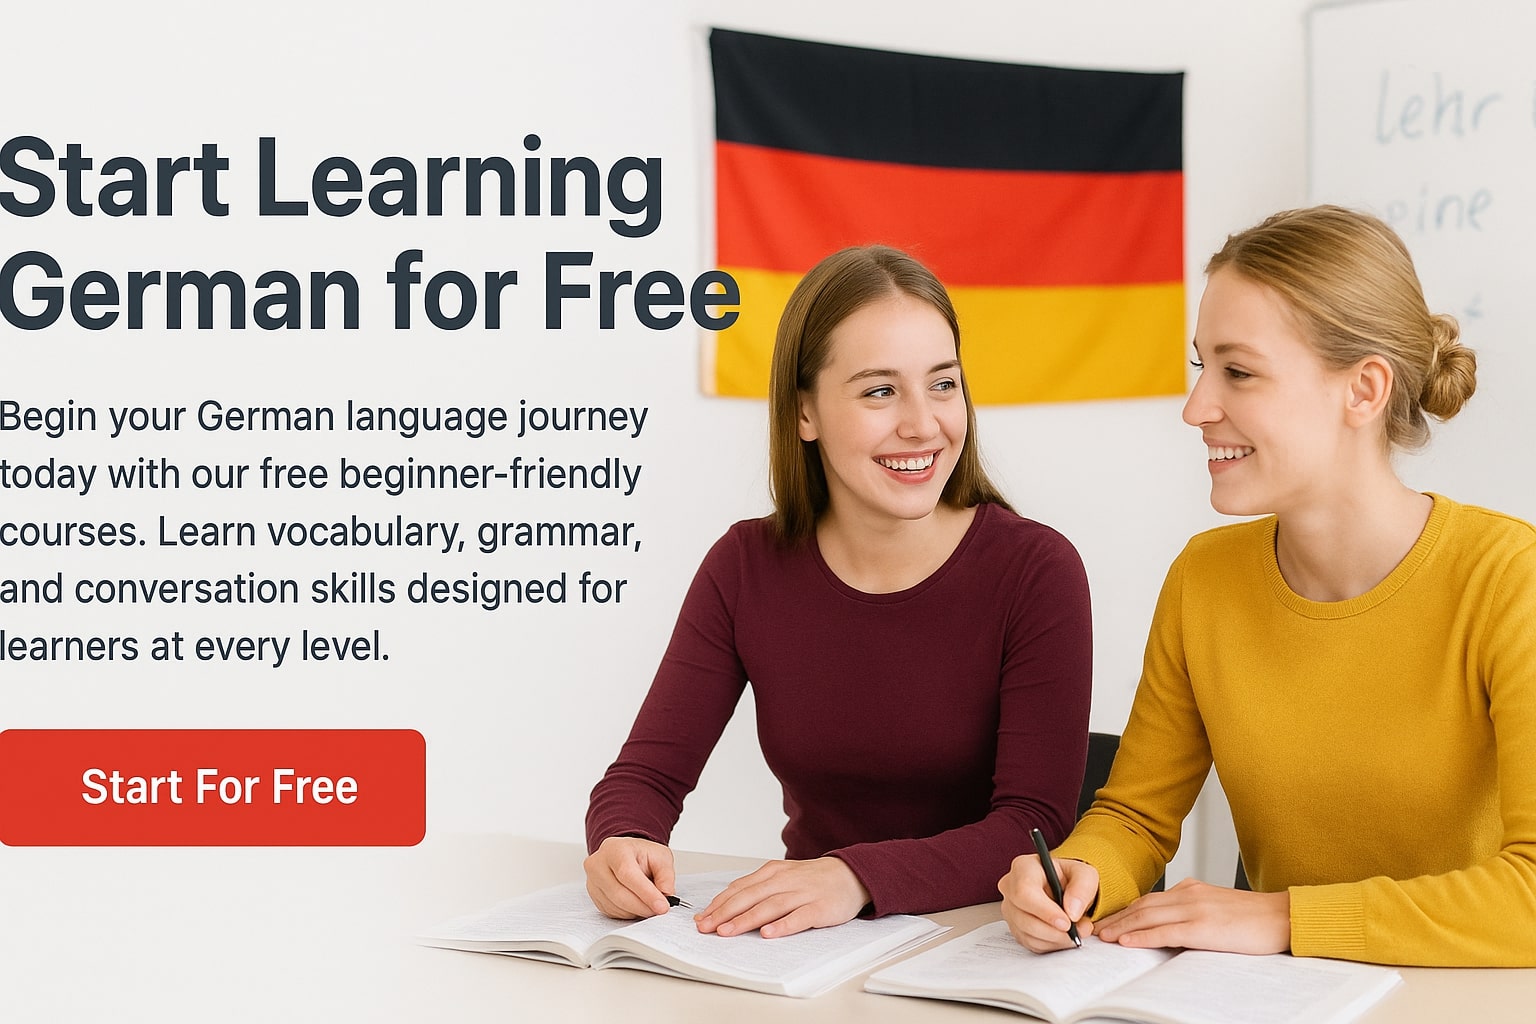 Start Learning
German for Free
Begin your German language journey
today with our free beginner-friendly
courses. Learn vocabulary, grammar,
and conversation skills designed for
learners at every level.
Start For Free
lehr